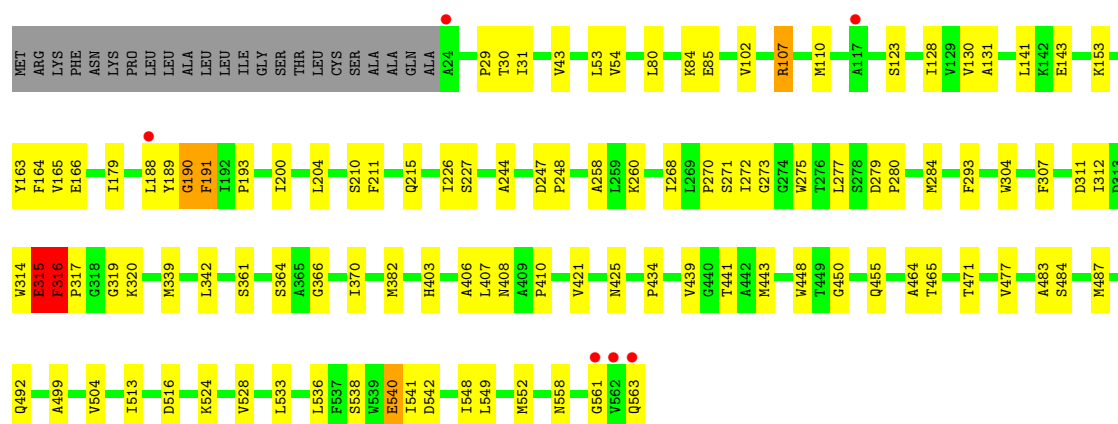 MET ARG LYS PHE ASN LYS PRO LEU LEU ALA LEU LEU ILE GLY SER THR LEU CYS SER ALA ALA GLN ALA A24 P29 T30 I31 V43 L53 V54 L80 K84 E85 V102 R107 M110 A117 S123 I128 V129 V130 A131 L141 K142 E143 K153
Y163 F164 V165 E166 I179 L188 Y189 G190 F191 I192 P193 I200 L204 S210 F211 Q215 I226 S227 A244 D247 P248 A258 L259 K260 I268 L269 P270 S271 I272 G273 G274 W275 T276 L277 S278 D279 P280 M284 F293 W304 F307 D311 I312
W314 E315 F316 P317 G318 G319 K320 M339 L342 S361 S364 A365 G366 I370 M382 H403 A406 L407 N408 A409 P410 V421 N425 P434 V439 G440 T441 A442 M443 W448 T449 G450 Q455 A464 T465 T471 V477 A483 S484 M487
Q492 A499 V504 I513 D516 K524 V528 L533 L536 F537 S538 W539 E540 I541 D542 I548 L549 M552 N558 G561 V562 Q563